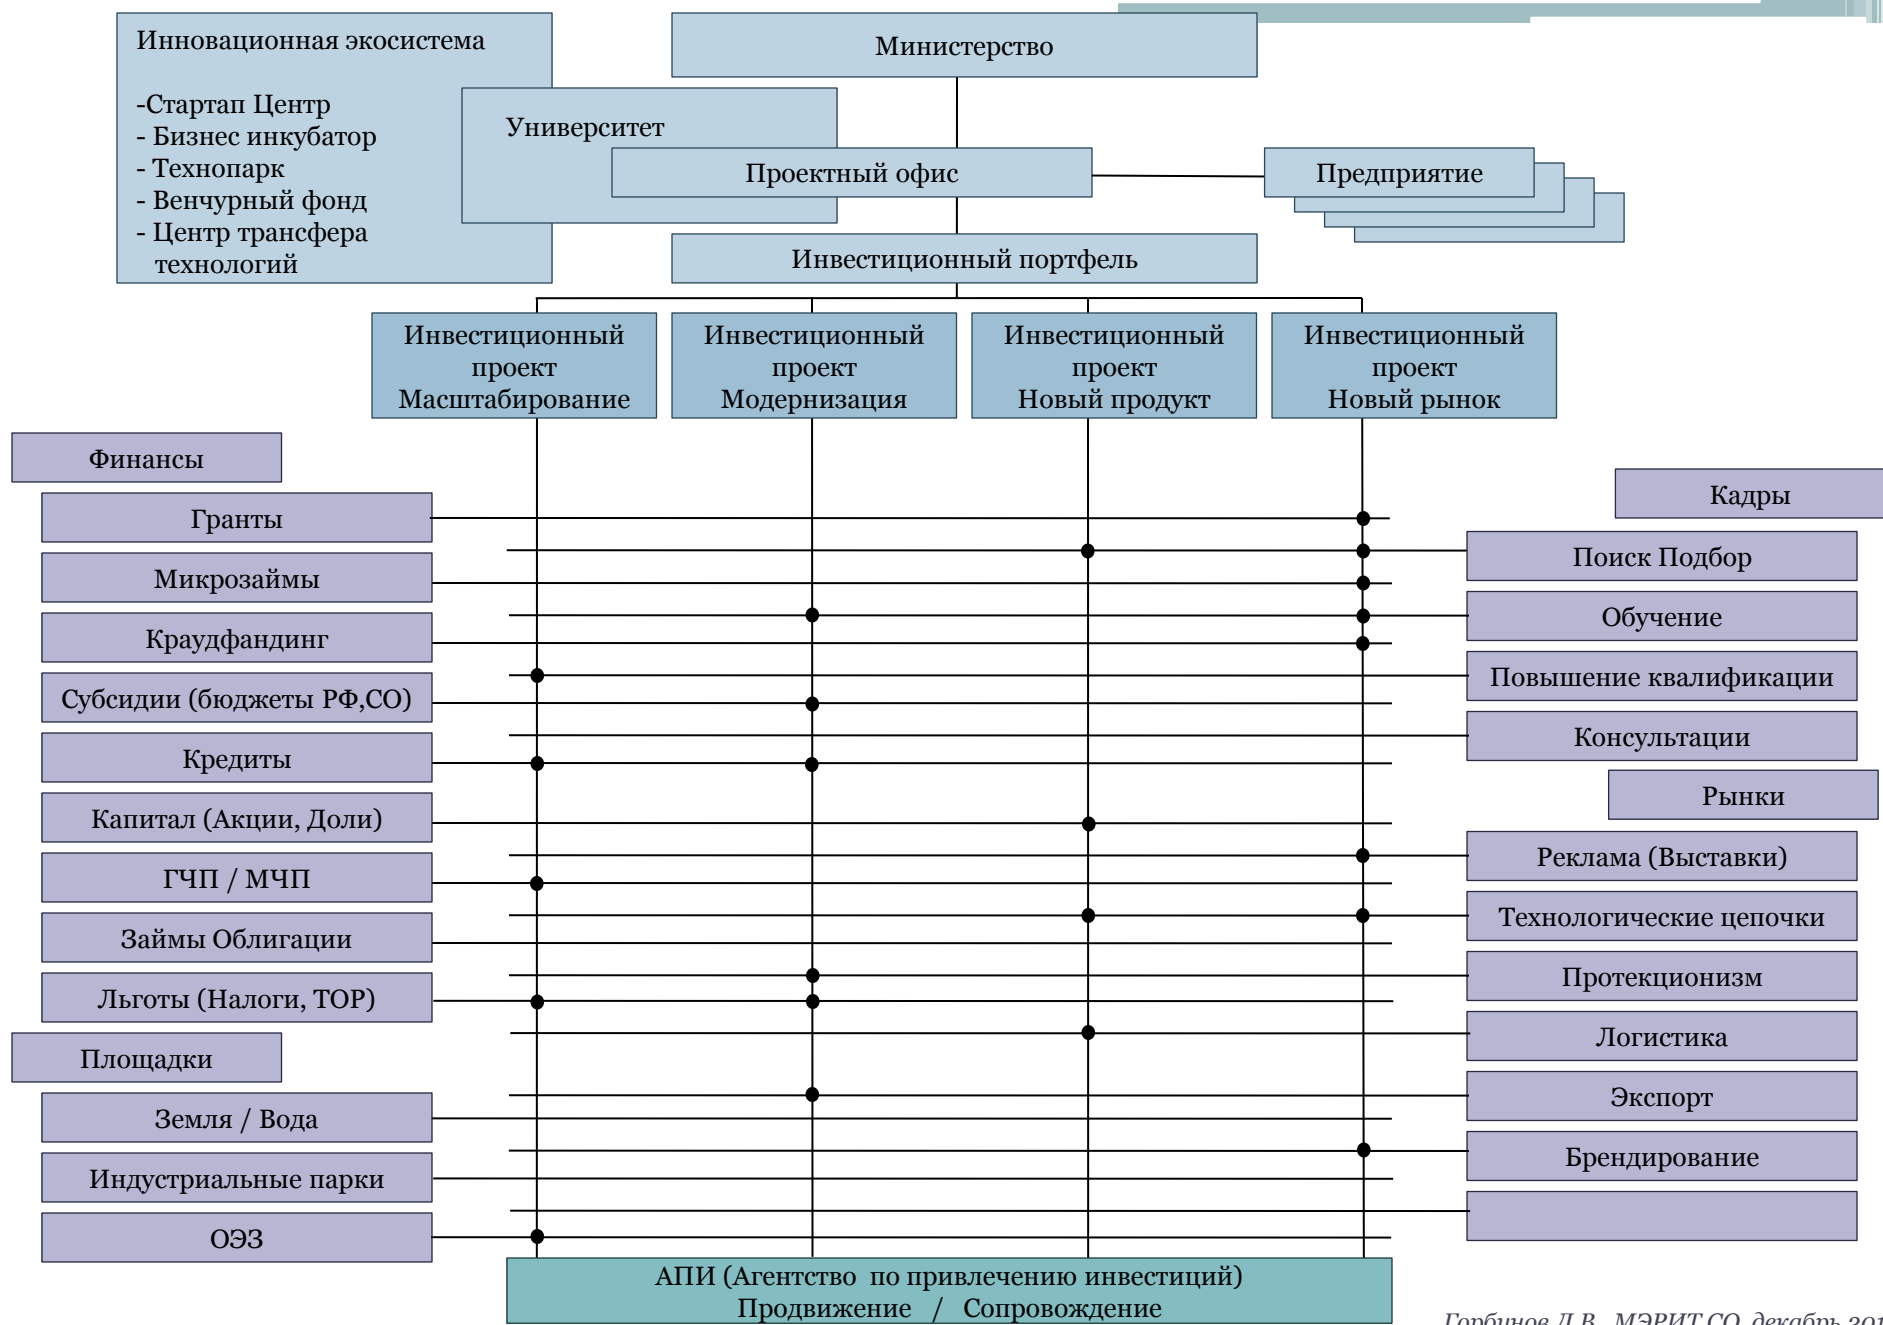 Инновационная экосистема
-Стартап Центр
- Бизнес инкубатор
- Технопарк
- Венчурный фонд
- Центр трансфера
технологий
Министерство
Университет
Проектный офис
Предприятие
Инвестиционный портфель
Инвестиционный
проект
Масштабирование
Инвестиционный
проект
Модернизация
Инвестиционный
проект
Новый продукт
Инвестиционный
проект
Новый рынок
Финансы
Гранты
Микрозаймы
Краудфандинг
Субсидии (бюджеты РФ,СО)
Кредиты
Капитал (Акции, Доли)
ГЧП / МЧП
Займы Облигации
Льготы (Налоги, ТОР)
Площадки
Земля / Вода
Индустриальные парки
ОЭЗ
Кадры
Поиск Подбор
Обучение
Повышение квалификации
Консультации
Рынки
Реклама (Выставки)
Технологические цепочки
Протекционизм
Логистика
Экспорт
Брендирование
АПИ (Агентство по привлечению инвестиций)
Продвижение / Сопровождение
Горбунов Д.В., МЭРИТ СО, декабрь